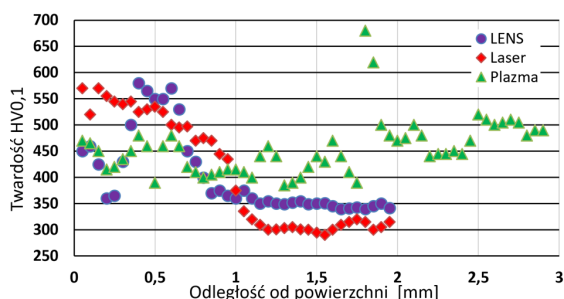 700
650
600
550
500
450
400
350
300
250
Twardość HV0,1
LENS
Laser
Plazma
0 0,5 1 1,5 2 2,5 3
Odległość od powierzchni [mm]